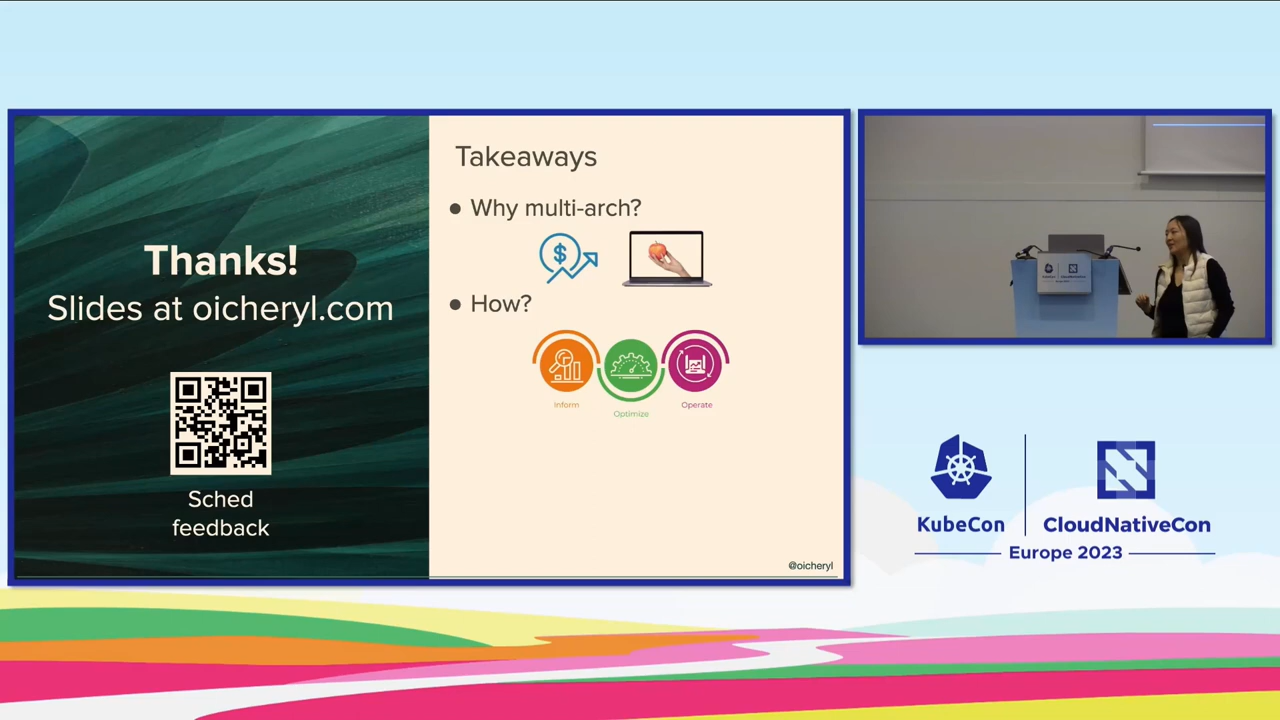 Thanks!
Slides at oicheryl.com
Sched
feedback
Takeaways
● Why multi-arch?
$
● How?
Inform
Optimize
Operate
@oicheryl
KubeCon
CloudNativeCon
Europe 2023